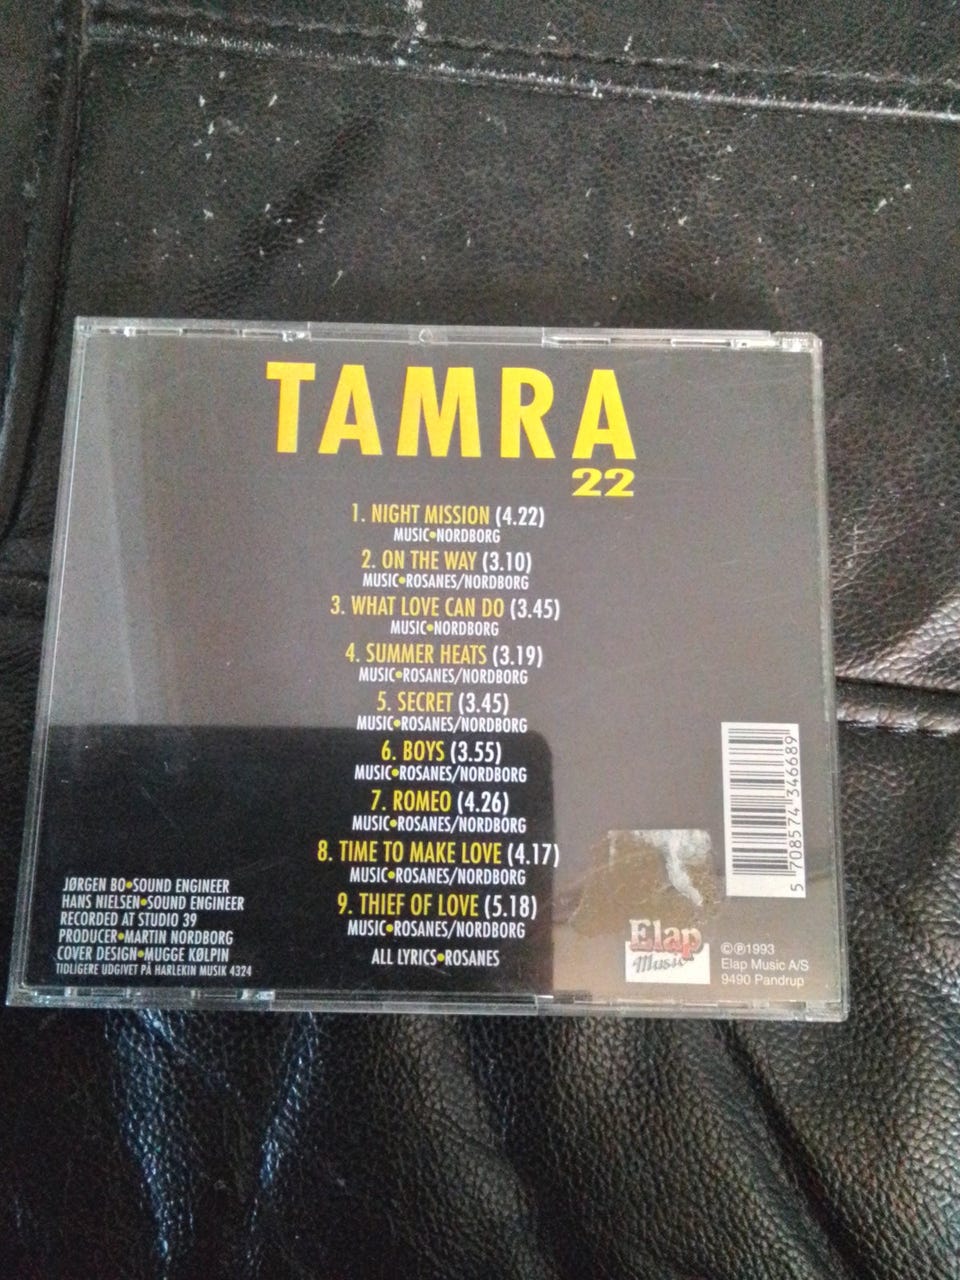 TAMRA
22
1. NIGHT MISSION (4.22)
MUSIC•NORDBORG
2. ON THE WAY (3.10)
MUSIC•ROSANES/NORDBORG
3. WHAT LOVE CAN DO (3.45)
MUSIC•NORDBORG
4. SUMMER HEATS (3.19)
MUSIC•ROSANES/NORDBORG
5. SECRET (3.45)
MUSIC•ROSANES/NORDBORG
6. BOYS (3.55)
MUSIC•ROSANES/NORDBORG
7. ROMEO (4.26)
MUSIC•ROSANES/NORDBORG
8. TIME TO MAKE LOVE (4.17)
MUSIC•ROSANES/NORDBORG
9. THIEF OF LOVE (5.18)
MUSIC•ROSANES/NORDBORG
ALL LYRICS•ROSANES
JØRGEN BO•SOUND ENGINEER
HANS NIELSEN•SOUND ENGINEER
RECORDED AT STUDIO 39
PRODUCER•MARTIN NORDBORG
COVER DESIGN•MUGGE KØLPIN
TIDLIGERE UDGIVET PÅ HARLEKIN MUSIK 4324
Elap
Music
©℗1993
Elap Music A/S
9490 Pandrup
5 708574 346689